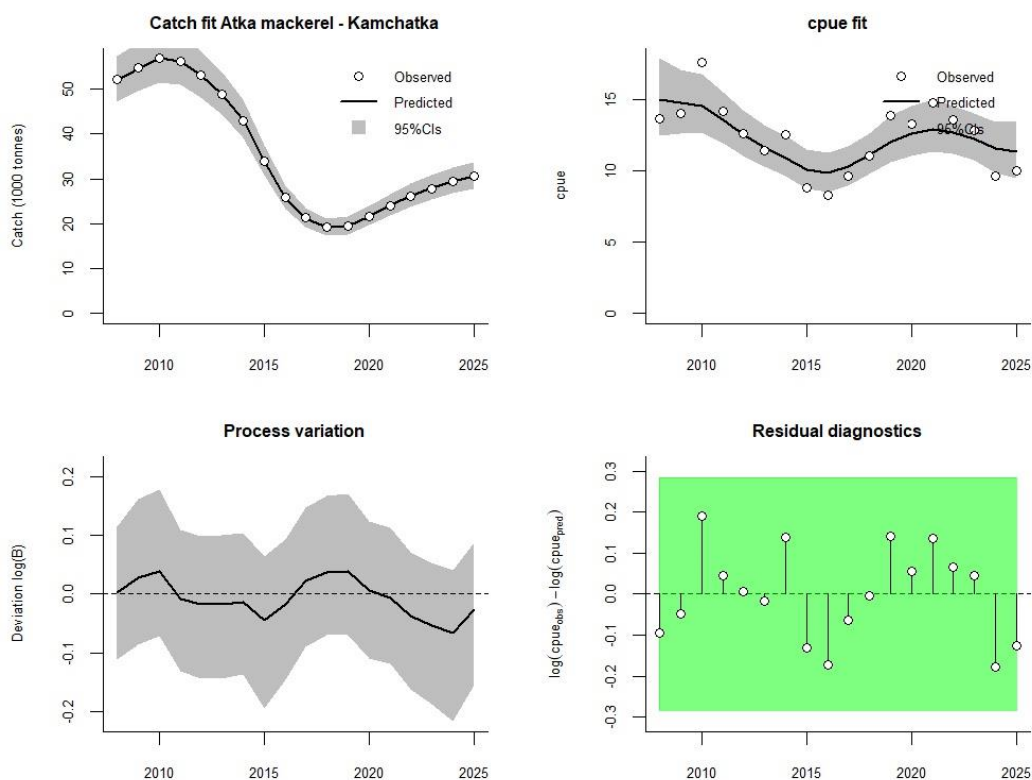 Catch fit Atka mackerel - Kamchatka
Catch (1000 tonnes)
0
10
20
30
40
50
2010
2015
2020
2025
Observed
Predicted
95%CIs
cpue fit
cpue
0
5
10
15
2010
2015
2020
2025
Observed
Predicted
95%CIs
Process variation
Deviation log(B)
-0.2
-0.1
0.0
0.1
0.2
2010
2015
2020
2025
Residual diagnostics
log(cpue_obs) − log(cpue_pred)
-0.3
-0.2
-0.1
0.0
0.1
0.2
0.3
2010
2015
2020
2025